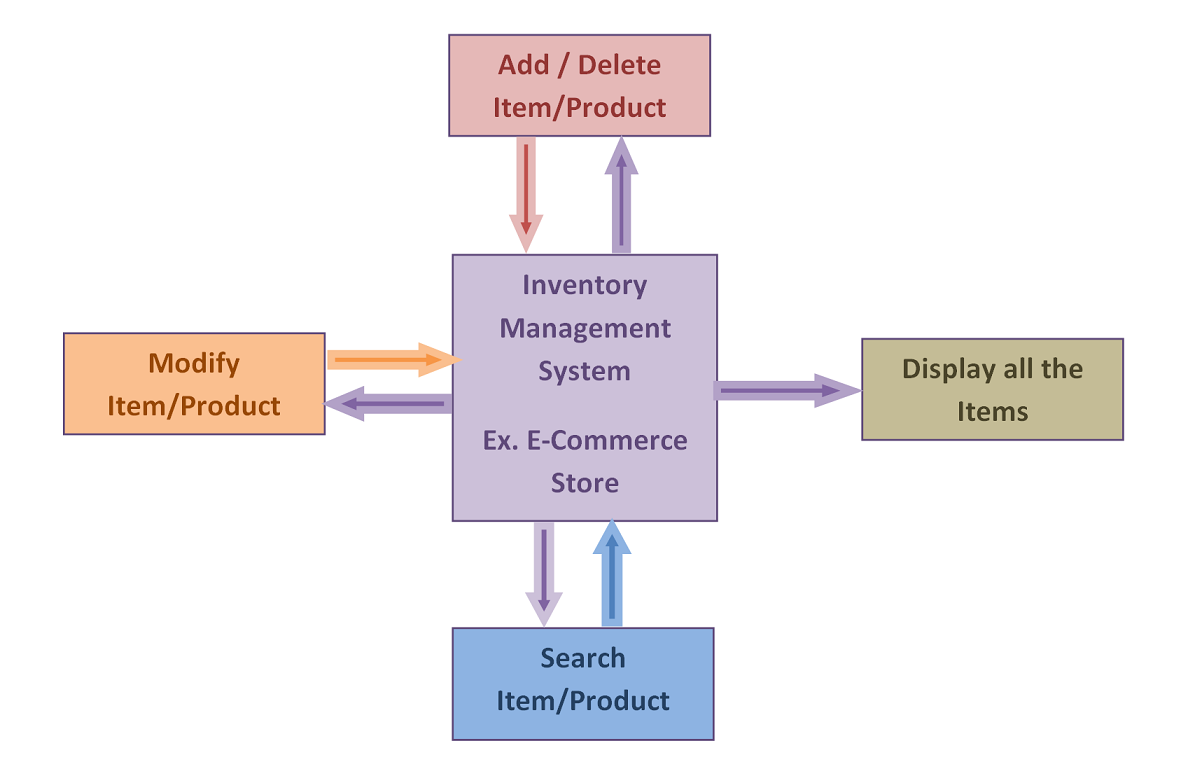 Add / Delete
Item/Product
Inventory
Management
System
Ex. E-Commerce
Store
Modify
Item/Product
Display all the
Items
Search
Item/Product